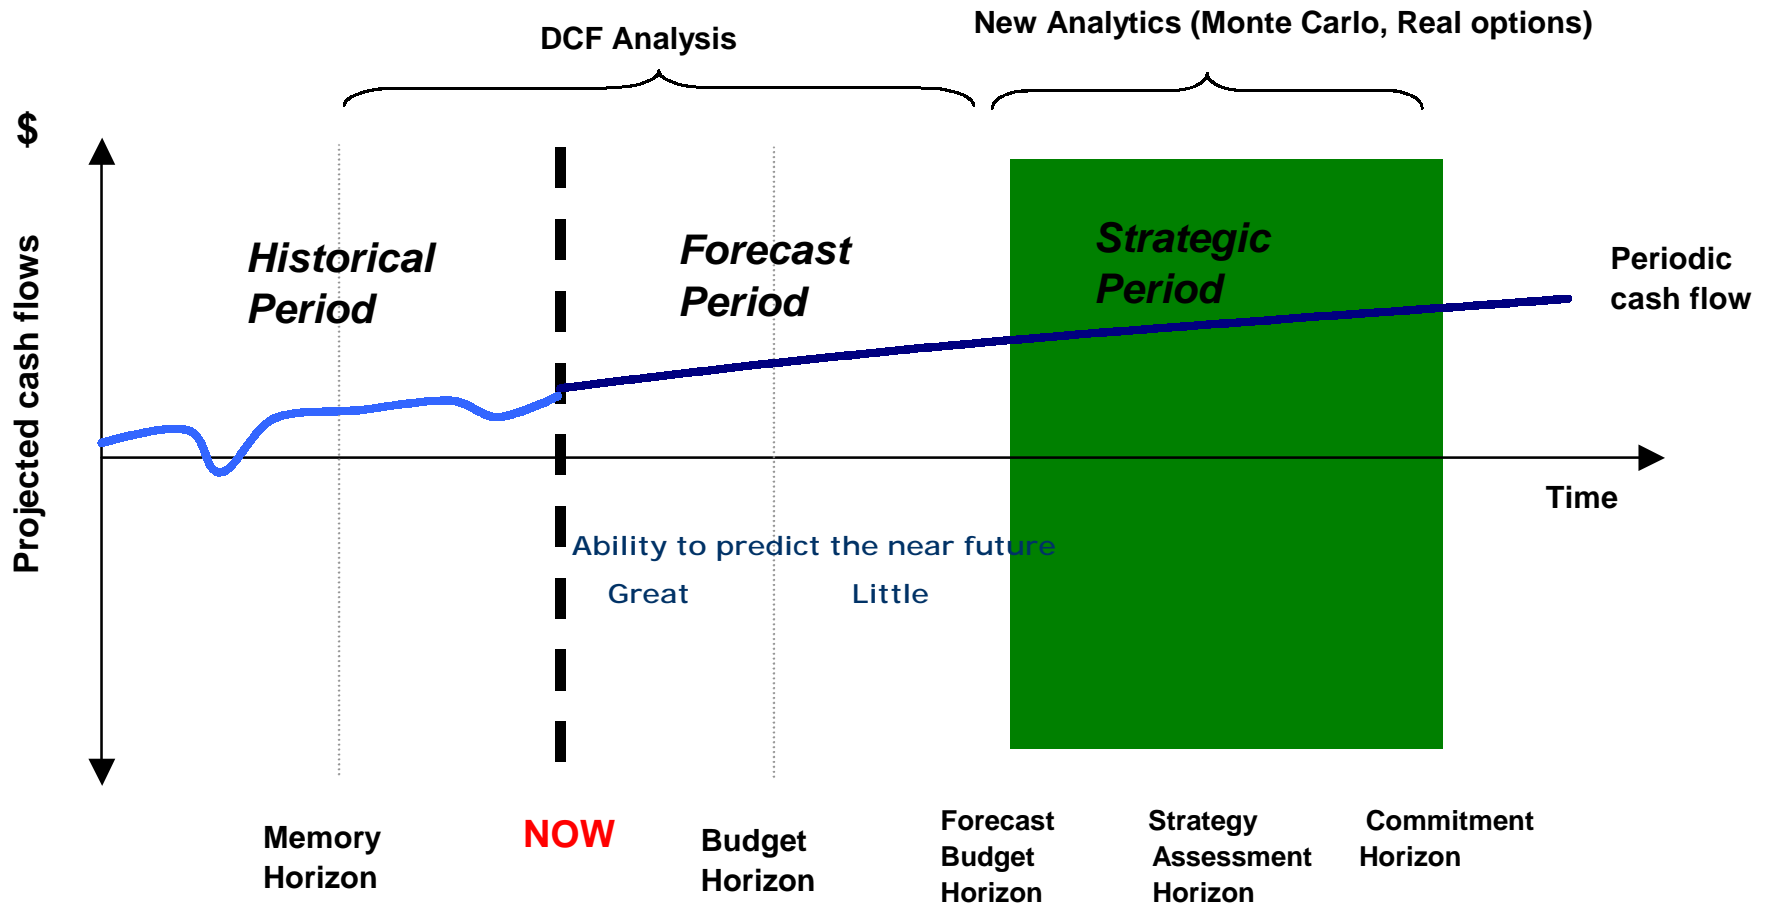 New Analytics (Monte Carlo, Real options)
DCF Analysis
$
Projected cash flows
Historical
Period
Forecast
Period
Strategic
Period
Periodic
cash flow
Time
Ability to predict the near future
Great Little
Memory
Horizon
NOW
Budget
Horizon
Forecast
Budget
Horizon
Strategy
Assessment
Horizon
Commitment
Horizon